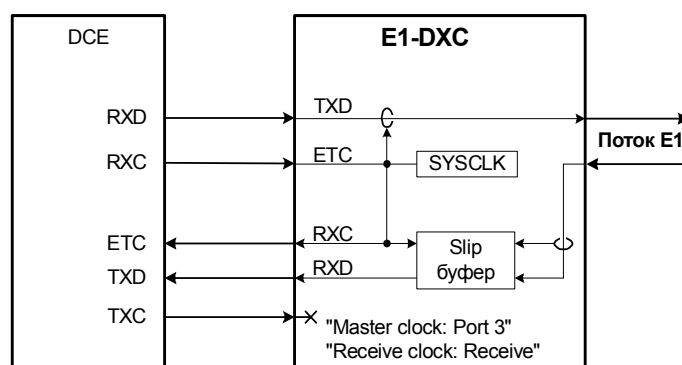 DCE
E1-DXC
RXD
TXD
Поток E1
RXC
ETC
SYSCLK
ETC
RXC
Slip
буфер
TXD
RXD
TXC
"Master clock: Port 3"
"Receive clock: Receive"